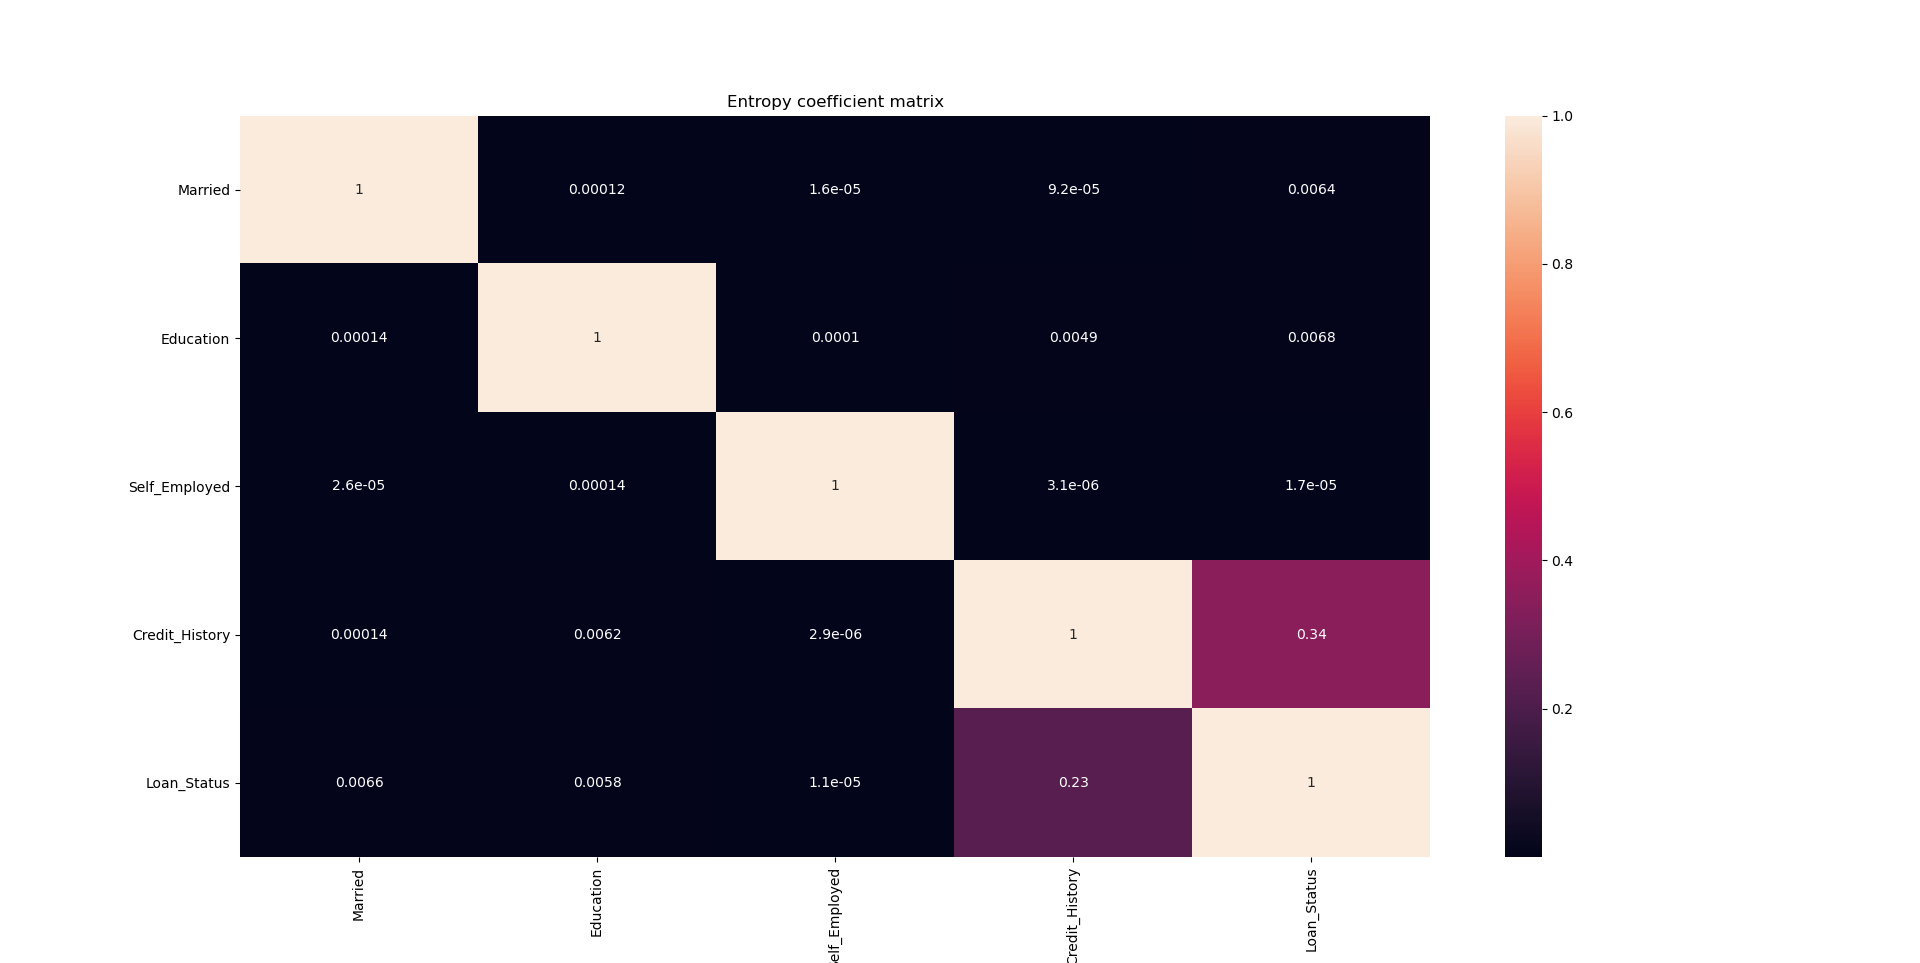 Entropy coefficient matrix
Married 1 0.00012 1.6e-05 9.2e-05 0.0064
Education 0.00014 1 0.0001 0.0049 0.0068
Self_Employed 2.6e-05 0.00014 1 3.1e-06 1.7e-05
Credit_History 0.00014 0.0062 2.9e-06 1 0.34
Loan_Status 0.0066 0.0058 1.1e-05 0.23 1
Married
Education
elf_Employed
Credit_History
Loan_Status
1.0
0.8
0.6
0.4
0.2